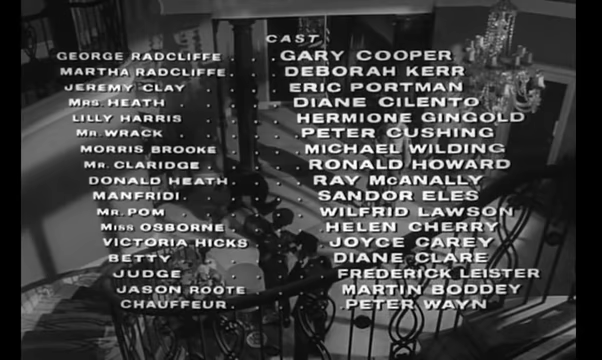 CAST
GEORGE RADCLIFFE . . . GARY COOPER
MARTHA RADCLIFFE . . . DEBORAH KERR
JEREMY CLAY . . . ERIC PORTMAN
MRS. HEATH . . . DIANE CILENTO
LILLY HARRIS . . . HERMIONE GINGOLD
MR. WRACK . . . PETER CUSHING
MORRIS BROOKE . . . MICHAEL WILDING
MR. CLARIDGE . . . RONALD HOWARD
DONALD HEATH . . . RAY McANALLY
MANFRIDI . . . SANDOR ELES
MR. POM . . . WILFRID LAWSON
MISS OSBORNE . . . HELEN CHERRY
VICTORIA HICKS . . . JOYCE CAREY
BETTY . . . DIANE CLARE
JUDGE . . . FREDERICK LEISTER
JASON ROOTE . . . MARTIN BODDEY
CHAUFFEUR . . . PETER WAYN